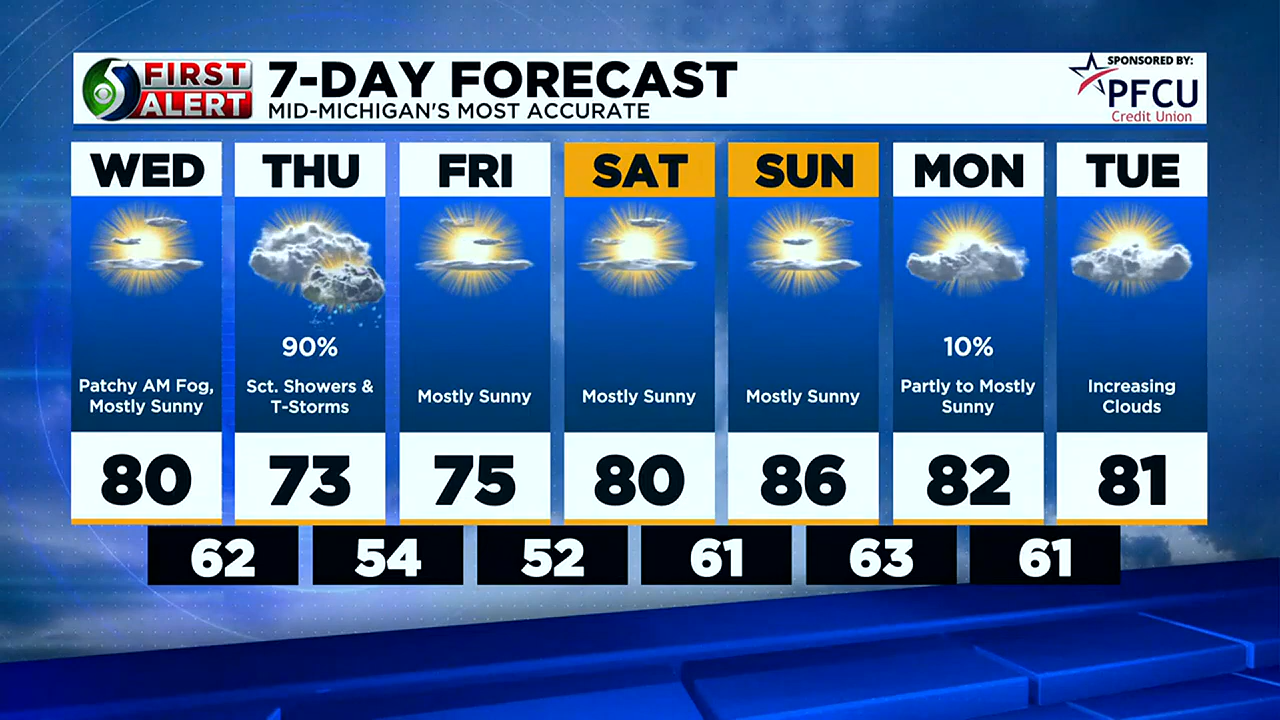 FIRST
ALERT
7-DAY FORECAST
MID-MICHIGAN'S MOST ACCURATE
SPONSORED BY:
PFCU
Credit Union
WED THU FRI SAT SUN MON TUE
90% 10%
Patchy AM Fog,
Mostly Sunny
Sct. Showers &
T-Storms
Mostly Sunny
Mostly Sunny
Mostly Sunny
Partly to Mostly
Sunny
Increasing
Clouds
80 73 75 80 86 82 81
62 54 52 61 63 61